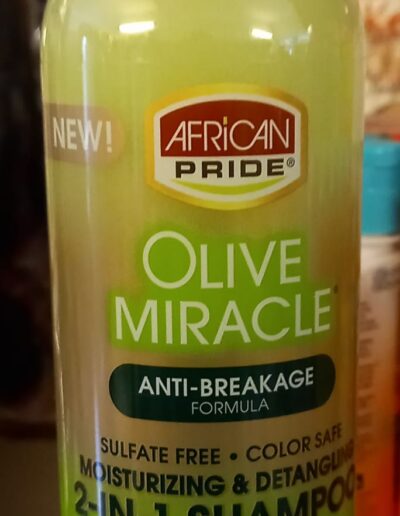 NEW!
AFRICAN
PRIDE®
OLIVE
MIRACLE®
ANTI-BREAKAGE
FORMULA
SULFATE FREE • COLOR SAFE
MOISTURIZING & DETANGLING
2-IN-1 SHAMPOO